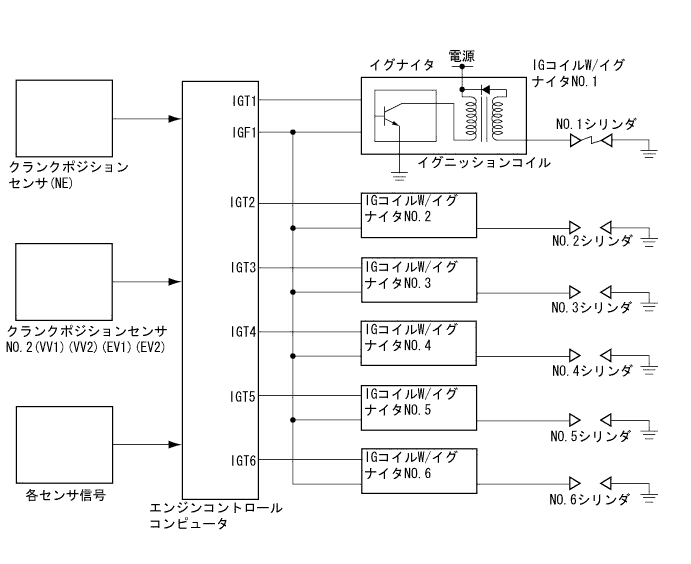 電源
イグナイタ
IGコイルW/イグ
ナイタNO.1
IGT1
IGF1
NO.1シリンダ
イグニッションコイル
クランクポジション
センサ(NE)
IGT2
IGコイルW/イグ
ナイタNO.2
NO.2シリンダ
IGT3
IGコイルW/イグ
ナイタNO.3
NO.3シリンダ
クランクポジションセンサ
NO.2(VV1)(VV2)(EV1)(EV2)
IGT4
IGコイルW/イグ
ナイタNO.4
NO.4シリンダ
IGT5
IGコイルW/イグ
ナイタNO.5
NO.5シリンダ
IGT6
IGコイルW/イグ
ナイタNO.6
NO.6シリンダ
各センサ信号
エンジンコントロール
コンピュータ